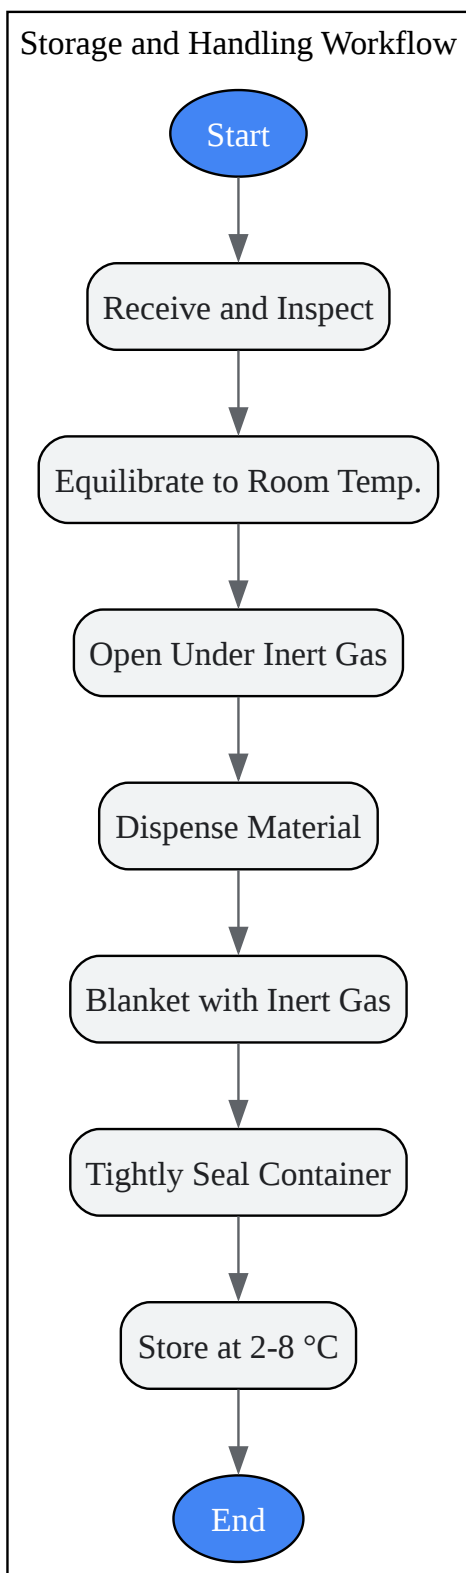 Storage and Handling Workflow
Start
Receive and Inspect
Equilibrate to Room Temp.
Open Under Inert Gas
Dispense Material
Blanket with Inert Gas
Tightly Seal Container
Store at 2-8 °C
End